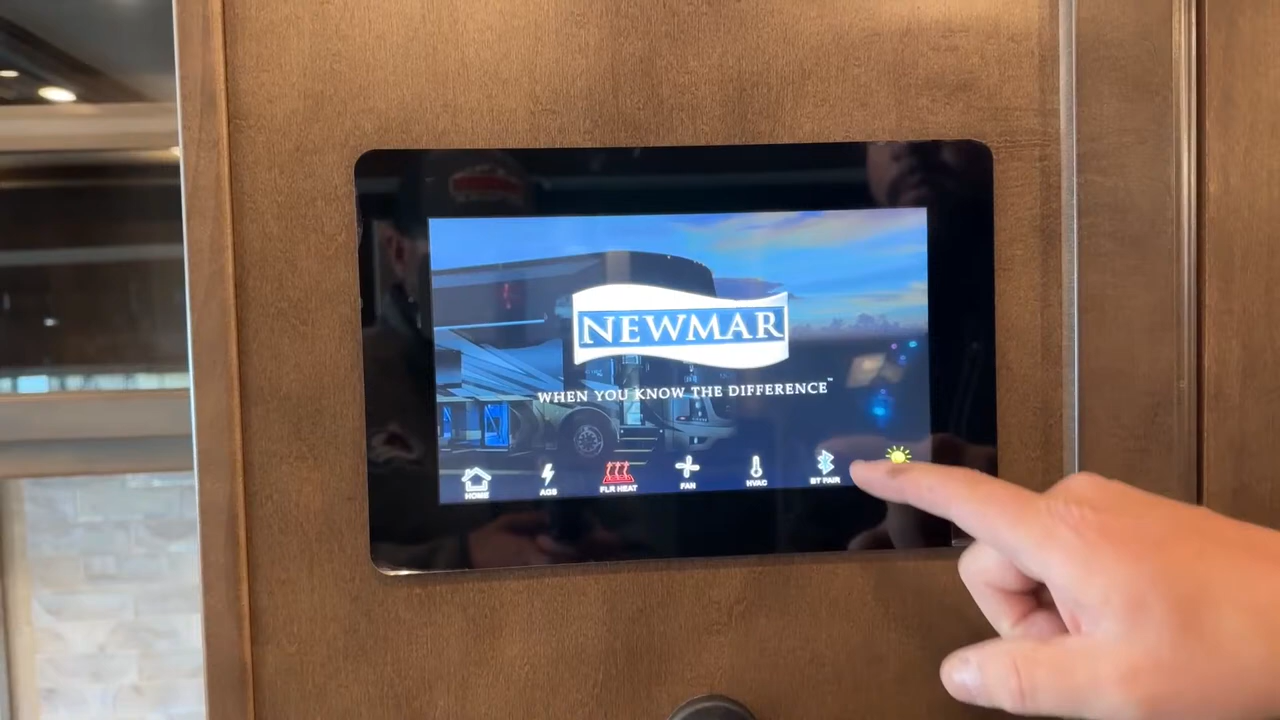 NEWMAR
WHEN YOU KNOW THE DIFFERENCE™
HOME AGS FLR HEAT FAN HVAC BT PAIR